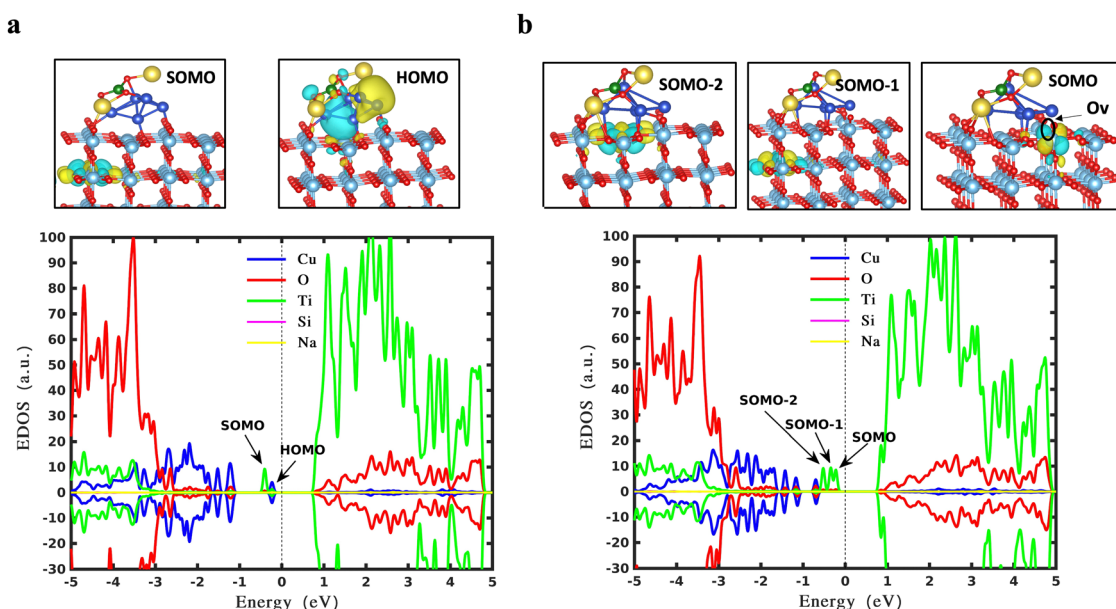 a
SOMO
HOMO
100
90
80
70
60
50
40
30
20
10
0
-10
-20
-30
EDOS (a.u.)
Cu
O
Ti
Si
Na
SOMO
HOMO
-5 -4 -3 -2 -1 0 1 2 3 4 5
Energy (eV)
b
SOMO-2
SOMO-1
SOMO
Ov
100
90
80
70
60
50
40
30
20
10
0
-10
-20
-30
EDOS (a.u.)
Cu
O
Ti
Si
Na
SOMO-2
SOMO-1
SOMO
-5 -4 -3 -2 -1 0 1 2 3 4 5
Energy (eV)